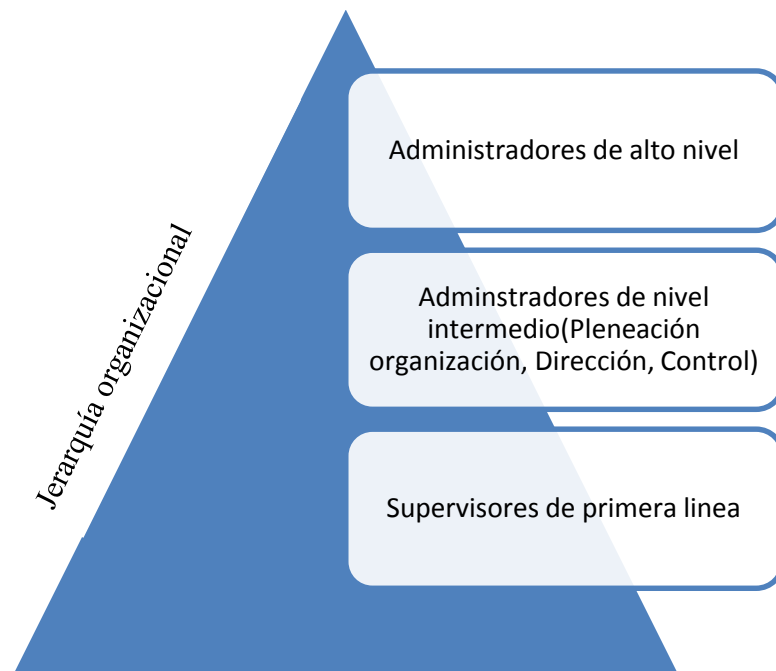 Jerarquía organizacional
Administradores de alto nivel
Adminstradores de nivel
intermedio(Pleneación
organización, Dirección, Control)
Supervisores de primera linea